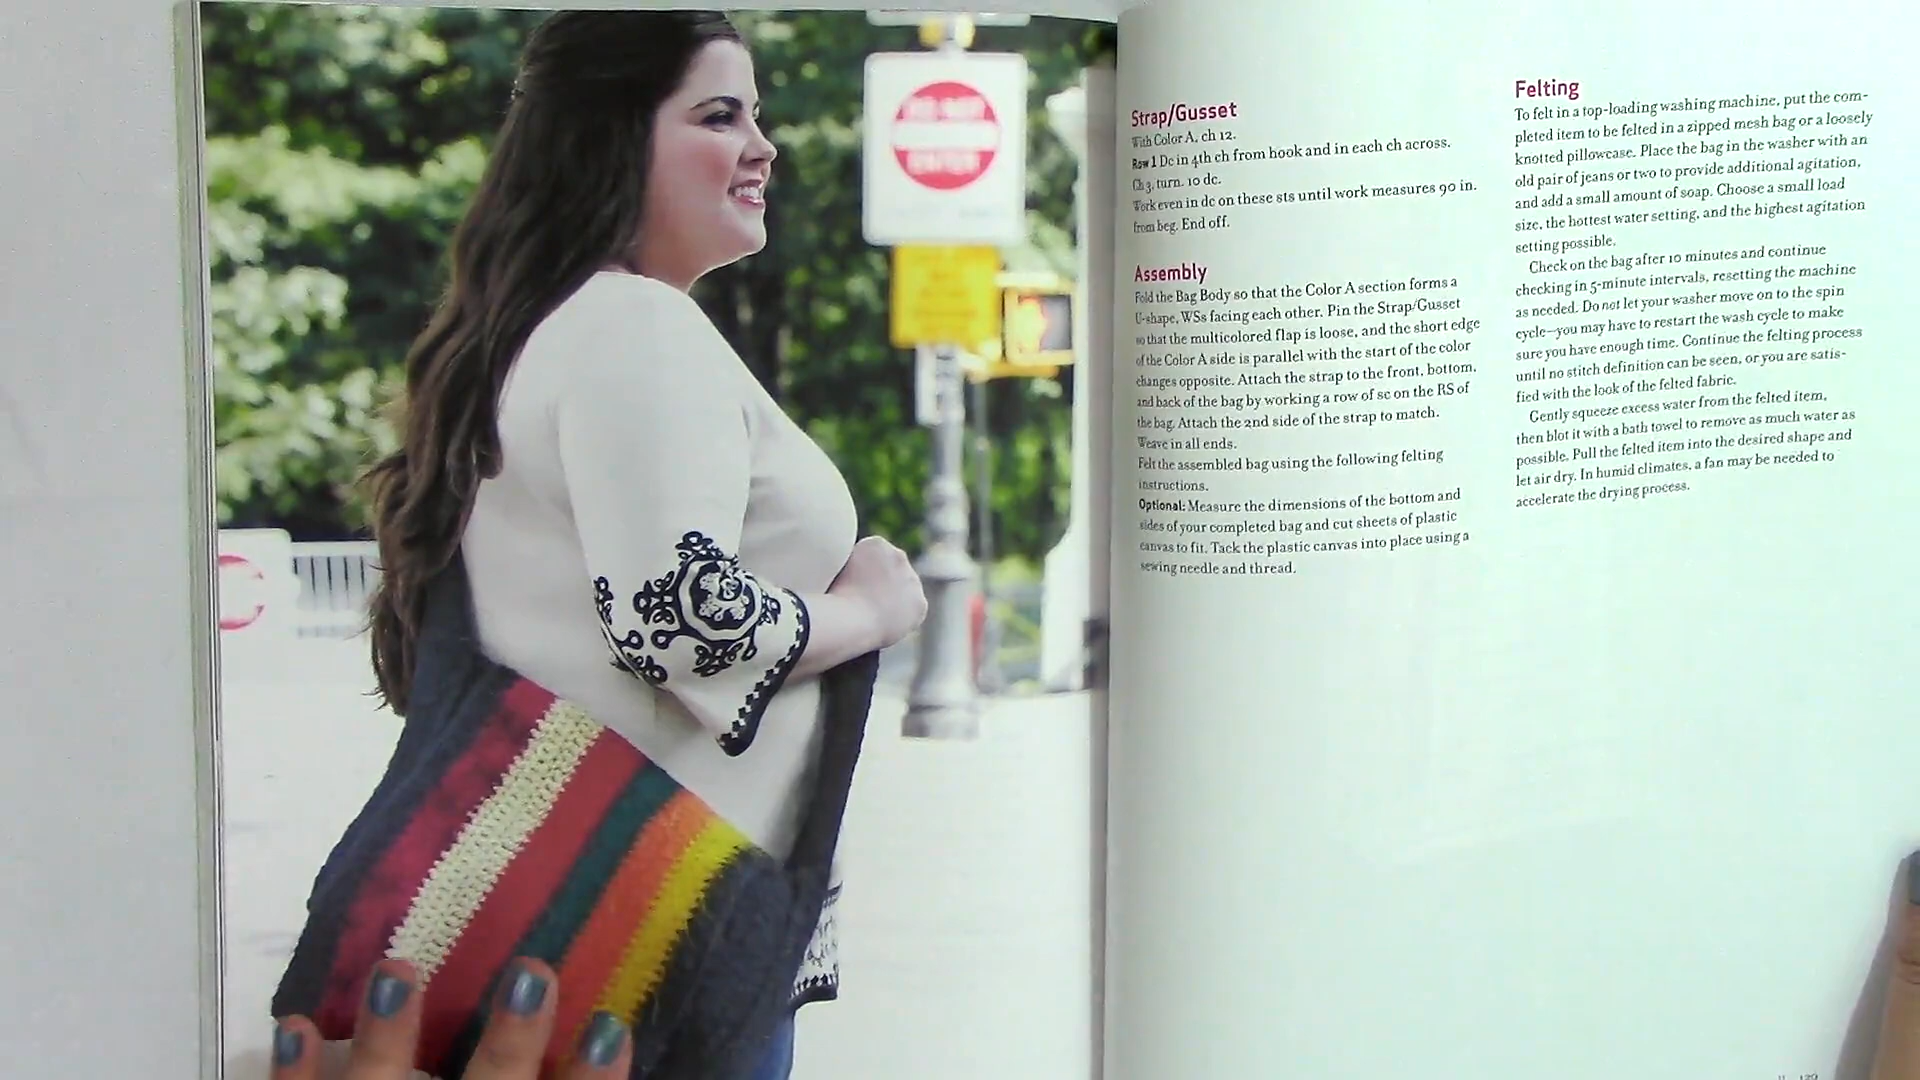 DO NOT
ENTER
Strap/Gusset
With Color A, ch 12.
Row 1 Dc in 4th ch from hook and in each ch across.
Ch 3, turn. 10 dc.
Work even in dc on these sts until work measures 90 in.
from beg. End off.
Assembly
Fold the Bag Body so that the Color A section forms a
U-shape, WSs facing each other. Pin the Strap/Gusset
so that the multicolored flap is loose, and the short edge
of the Color A side is parallel with the start of the color
changes opposite. Attach the strap to the front, bottom,
and back of the bag by working a row of sc on the RS of
the bag. Attach the 2nd side of the strap to match.
Weave in all ends.
Felt the assembled bag using the following felting
instructions.
Optional: Measure the dimensions of the bottom and
sides of your completed bag and cut sheets of plastic
canvas to fit. Tack the plastic canvas into place using a
sewing needle and thread.
Felting
To felt in a top-loading washing machine, put the com-
pleted item to be felted in a zipped mesh bag or a loosely
knotted pillowcase. Place the bag in the washer with an
old pair of jeans or two to provide additional agitation,
and add a small amount of soap. Choose a small load
size, the hottest water setting, and the highest agitation
setting possible.
Check on the bag after 10 minutes and continue
checking in 5-minute intervals, resetting the machine
as needed. Do not let your washer move on to the spin
cycle—you may have to restart the wash cycle to make
sure you have enough time. Continue the felting process
until no stitch definition can be seen, or you are satis-
fied with the look of the felted fabric.
Gently squeeze excess water from the felted item,
then blot it with a bath towel to remove as much water as
possible. Pull the felted item into the desired shape and
let air dry. In humid climates, a fan may be needed to
accelerate the drying process.